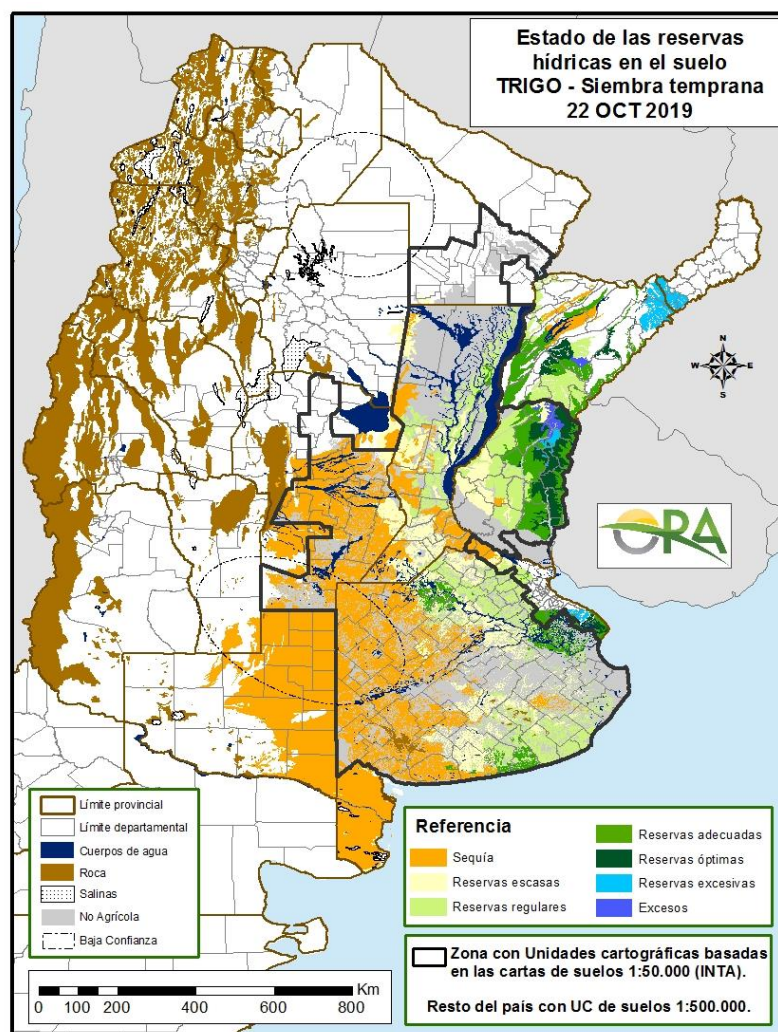 Estado de las reservas
hídricas en el suelo
TRIGO - Siembra temprana
22 OCT 2019
N
W
E
S
ORA
Límite provincial
Límite departamental
Cuerpos de agua
Roca
Salinas
No Agrícola
Baja Confianza
Referencia
Sequía
Reservas escasas
Reservas regulares
Reservas adecuadas
Reservas óptimas
Reservas excesivas
Excesos
Zona con Unidades cartográficas basadas
en las cartas de suelos 1:50.000 (INTA).
Resto del país con UC de suelos 1:500.000.
Km
0 100 200 400 600 800